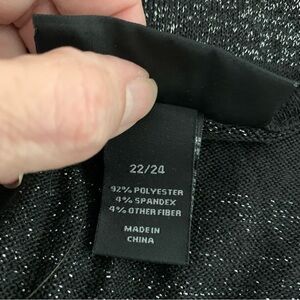 22/24
92% POLYESTER
4% SPANDEX
4% OTHER FIBER
MADE IN
CHINA